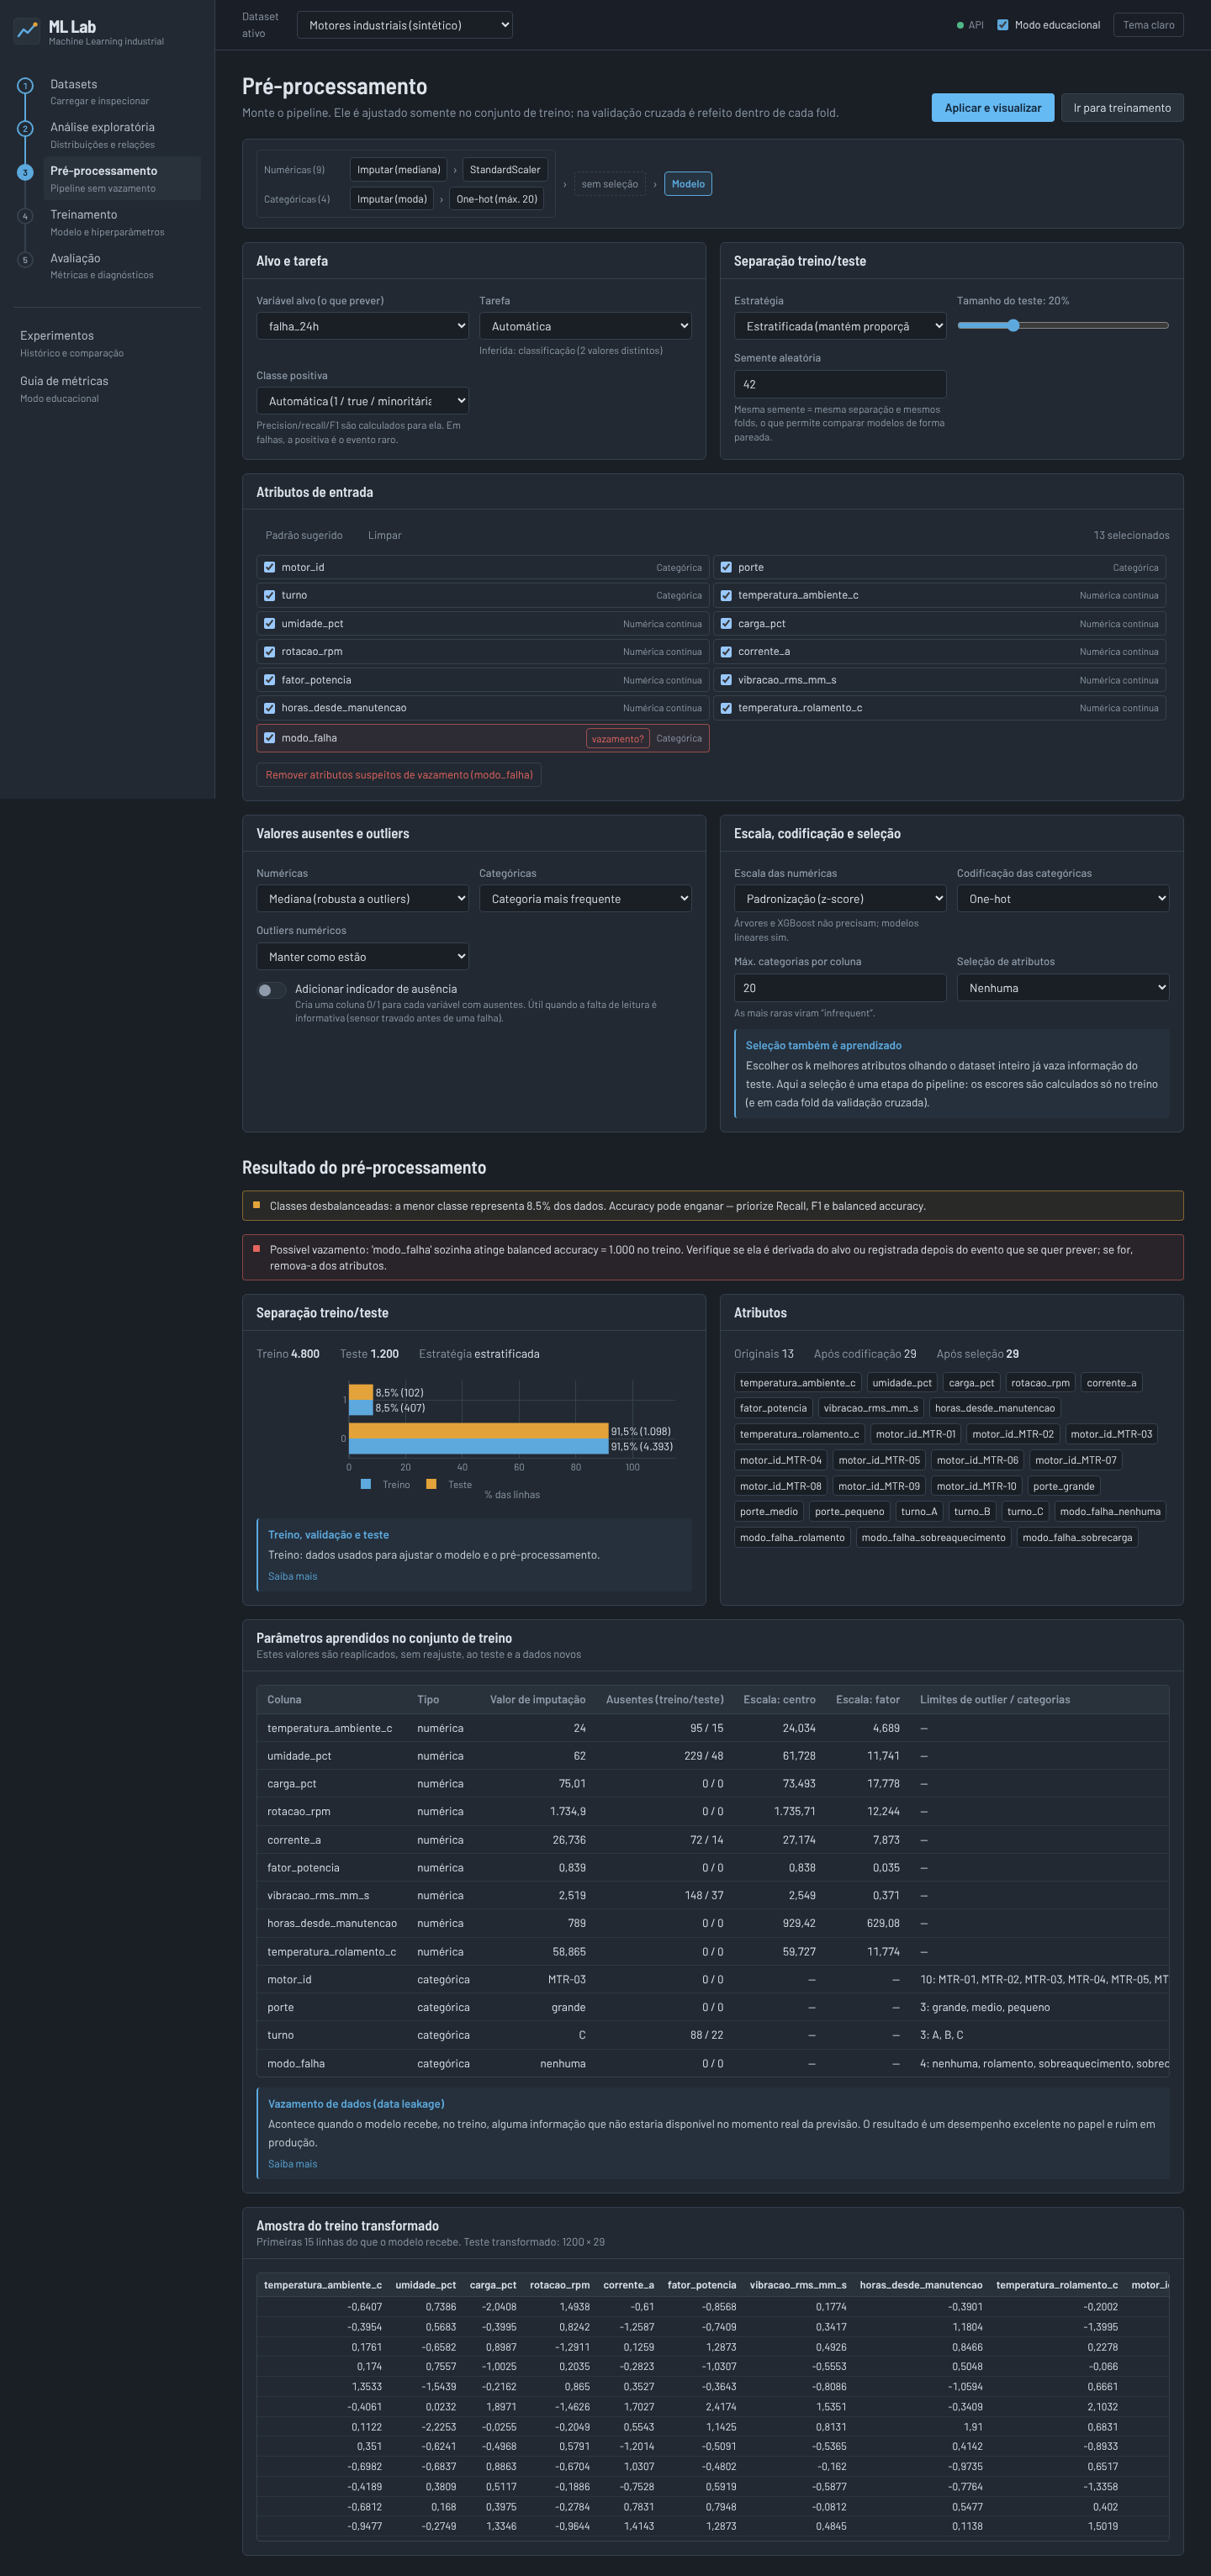 ML Lab
Machine Learning industrial
1
Datasets
Carregar e inspecionar
2
Análise exploratória
Distribuições e relações
3
Pré-processamento
Pipeline sem vazamento
4
Treinamento
Modelo e hiperparâmetros
5
Avaliação
Métricas e diagnósticos
Experimentos
Histórico e comparação
Guia de métricas
Modo educacional
Dataset
ativo
Motores industriais (sintético)
API
Modo educacional
Tema claro
Pré-processamento
Monte o pipeline. Ele é ajustado somente no conjunto de treino; na validação cruzada é refeito dentro de cada fold.
Aplicar e visualizar
Ir para treinamento
Numéricas (9) Imputar (mediana) › StandardScaler
Categóricas (4) Imputar (moda) › One-hot (máx. 20)
› sem seleção › Modelo
Alvo e tarefa
Variável alvo (o que prever) Tarefa
falha_24h Automática
Inferida: classificação (2 valores distintos)
Classe positiva
Automática (1 / true / minoritária
Precision/recall/F1 são calculados para ela. Em
falhas, a positiva é o evento raro.
Separação treino/teste
Estratégia Tamanho do teste: 20%
Estratificada (mantém proporçã
Semente aleatória
42
Mesma semente = mesma separação e mesmos
folds, o que permite comparar modelos de forma
pareada.
Atributos de entrada
Padrão sugerido Limpar 13 selecionados
motor_id Categórica porte Categórica
turno Categórica temperatura_ambiente_c Numérica contínua
umidade_pct Numérica contínua carga_pct Numérica contínua
rotacao_rpm Numérica contínua corrente_a Numérica contínua
fator_potencia Numérica contínua vibracao_rms_mm_s Numérica contínua
horas_desde_manutencao Numérica contínua temperatura_rolamento_c Numérica contínua
modo_falha vazamento? Categórica
Remover atributos suspeitos de vazamento (modo_falha)
Valores ausentes e outliers
Numéricas Categóricas
Mediana (robusta a outliers) Categoria mais frequente
Outliers numéricos
Manter como estão
Adicionar indicador de ausência
Cria uma coluna 0/1 para cada variável com ausentes. Útil quando a falta de leitura é
informativa (sensor travado antes de uma falha).
Escala, codificação e seleção
Escala das numéricas Codificação das categóricas
Padronização (z-score) One-hot
Árvores e XGBoost não precisam; modelos
lineares sim.
Máx. categorias por coluna Seleção de atributos
20 Nenhuma
As mais raras viram "infrequent".
Seleção também é aprendizado
Escolher os k melhores atributos olhando o dataset inteiro já vaza informação do
teste. Aqui a seleção é uma etapa do pipeline: os escores são calculados só no treino
(e em cada fold da validação cruzada).
Resultado do pré-processamento
Classes desbalanceadas: a menor classe representa 8.5% dos dados. Accuracy pode enganar — priorize Recall, F1 e balanced accuracy.
Possível vazamento: 'modo_falha' sozinha atinge balanced accuracy = 1.000 no treino. Verifique se ela é derivada do alvo ou registrada depois do evento que se quer prever; se for,
remova-a dos atributos.
Separação treino/teste
Treino 4.800 Teste 1.200 Estratégia estratificada
8,5% (102)
1
8,5% (407)
91,5% (1.098)
0
91,5% (4.393)
0 20 40 60 80 100
Treino Teste
% das linhas
Treino, validação e teste
Treino: dados usados para ajustar o modelo e o pré-processamento.
Saiba mais
Atributos
Originais 13 Após codificação 29 Após seleção 29
temperatura_ambiente_c umidade_pct carga_pct rotacao_rpm corrente_a
fator_potencia vibracao_rms_mm_s horas_desde_manutencao
temperatura_rolamento_c motor_id_MTR-01 motor_id_MTR-02 motor_id_MTR-03
motor_id_MTR-04 motor_id_MTR-05 motor_id_MTR-06 motor_id_MTR-07
motor_id_MTR-08 motor_id_MTR-09 motor_id_MTR-10 porte_grande
porte_medio porte_pequeno turno_A turno_B turno_C modo_falha_nenhuma
modo_falha_rolamento modo_falha_sobreaquecimento modo_falha_sobrecarga
Parâmetros aprendidos no conjunto de treino
Estes valores são reaplicados, sem reajuste, ao teste e a dados novos
Coluna Tipo Valor de imputação Ausentes (treino/teste) Escala: centro Escala: fator Limites de outlier / categorias
temperatura_ambiente_c numérica 24 95 / 15 24,034 4,689 —
umidade_pct numérica 62 229 / 48 61,728 11,741 —
carga_pct numérica 75,01 0 / 0 73,493 17,778 —
rotacao_rpm numérica 1.734,9 0 / 0 1.735,71 12,244 —
corrente_a numérica 26,736 72 / 14 27,174 7,873 —
fator_potencia numérica 0,839 0 / 0 0,838 0,035 —
vibracao_rms_mm_s numérica 2,519 148 / 37 2,549 0,371 —
horas_desde_manutencao numérica 789 0 / 0 929,42 629,08 —
temperatura_rolamento_c numérica 58,865 0 / 0 59,727 11,774 —
motor_id categórica MTR-03 0 / 0 — — 10: MTR-01, MTR-02, MTR-03, MTR-04, MTR-05, MT
porte categórica grande 0 / 0 — — 3: grande, medio, pequeno
turno categórica C 88 / 22 — — 3: A, B, C
modo_falha categórica nenhuma 0 / 0 — — 4: nenhuma, rolamento, sobreaquecimento, sobrec
Vazamento de dados (data leakage)
Acontece quando o modelo recebe, no treino, alguma informação que não estaria disponível no momento real da previsão. O resultado é um desempenho excelente no papel e ruim em
produção.
Saiba mais
Amostra do treino transformado
Primeiras 15 linhas do que o modelo recebe. Teste transformado: 1200 × 29
temperatura_ambiente_c umidade_pct carga_pct rotacao_rpm corrente_a fator_potencia vibracao_rms_mm_s horas_desde_manutencao temperatura_rolamento_c motor_i
-0,6407 0,7386 -2,0408 1,4938 -0,61 -0,8568 0,1774 -0,3901 -0,2002
-0,3954 0,5683 -0,3995 0,8242 -1,2587 -0,7409 0,3417 1,1804 -1,3995
0,1761 -0,6582 0,8987 -1,2911 0,1259 1,2873 0,4926 0,8466 0,2278
0,174 0,7557 -1,0025 0,2035 -0,2823 -1,0307 -0,5553 0,5048 -0,066
1,3533 -1,5439 -0,2162 0,865 0,3527 -0,3643 -0,8086 -1,0594 0,6661
-0,4061 0,0232 1,8971 -1,4626 1,7027 2,4174 1,5351 -0,3409 2,1032
0,1122 -2,2253 -0,0255 -0,2049 0,5543 1,1425 0,8131 1,91 0,6831
0,351 -0,6241 -0,4968 0,5791 -1,2014 -0,5091 -0,5365 0,4142 -0,8933
-0,6982 -0,6837 0,8863 -0,6704 1,0307 -0,4802 -0,162 -0,9735 0,6517
-0,4189 0,3809 0,5117 -0,1886 -0,7528 0,5919 -0,5877 -0,7764 -1,3358
-0,6812 0,168 0,3975 -0,2784 0,7831 0,7948 -0,0812 0,5477 0,402
-0,9477 -0,2749 1,3346 -0,9644 1,4143 1,2873 0,4845 0,1138 1,5019